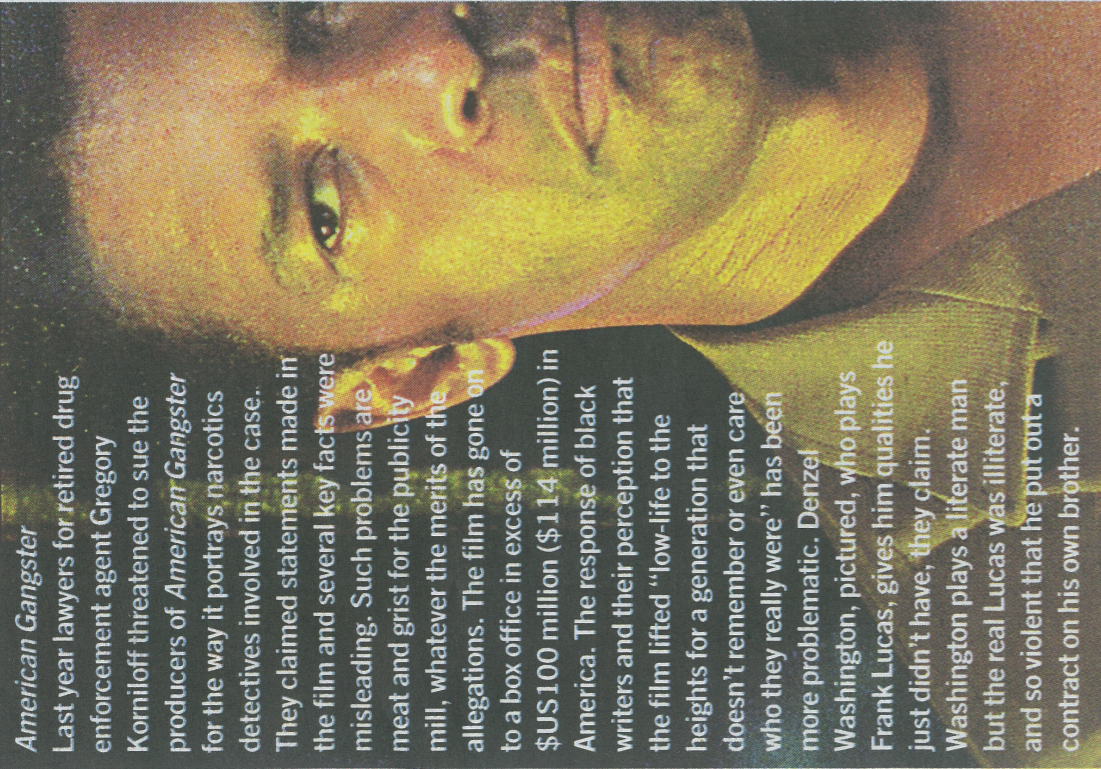 American Gangster
Last year lawyers for retired drug
enforcement agent Gregory
Korniloff threatened to sue the
producers of American Gangster
for the way it portrays narcotics
detectives involved in the case.
They claimed statements made in
the film and several key facts were
misleading. Such problems are
meat and grist for the publicity
mill, whatever the merits of the
allegations. The film has gone on
to a box office in excess of
$US100 million ($114 million) in
America. The response of black
writers and their perception that
the film lifted “low-life to the
heights for a generation that
doesn't remember or even care
who they really were” has been
more problematic. Denzel
Washington, pictured, who plays
Frank Lucas, gives him qualities he
just didn't have, they claim.
Washington plays a literate man
but the real Lucas was illiterate,
and so violent that he put out a
contract on his own brother.